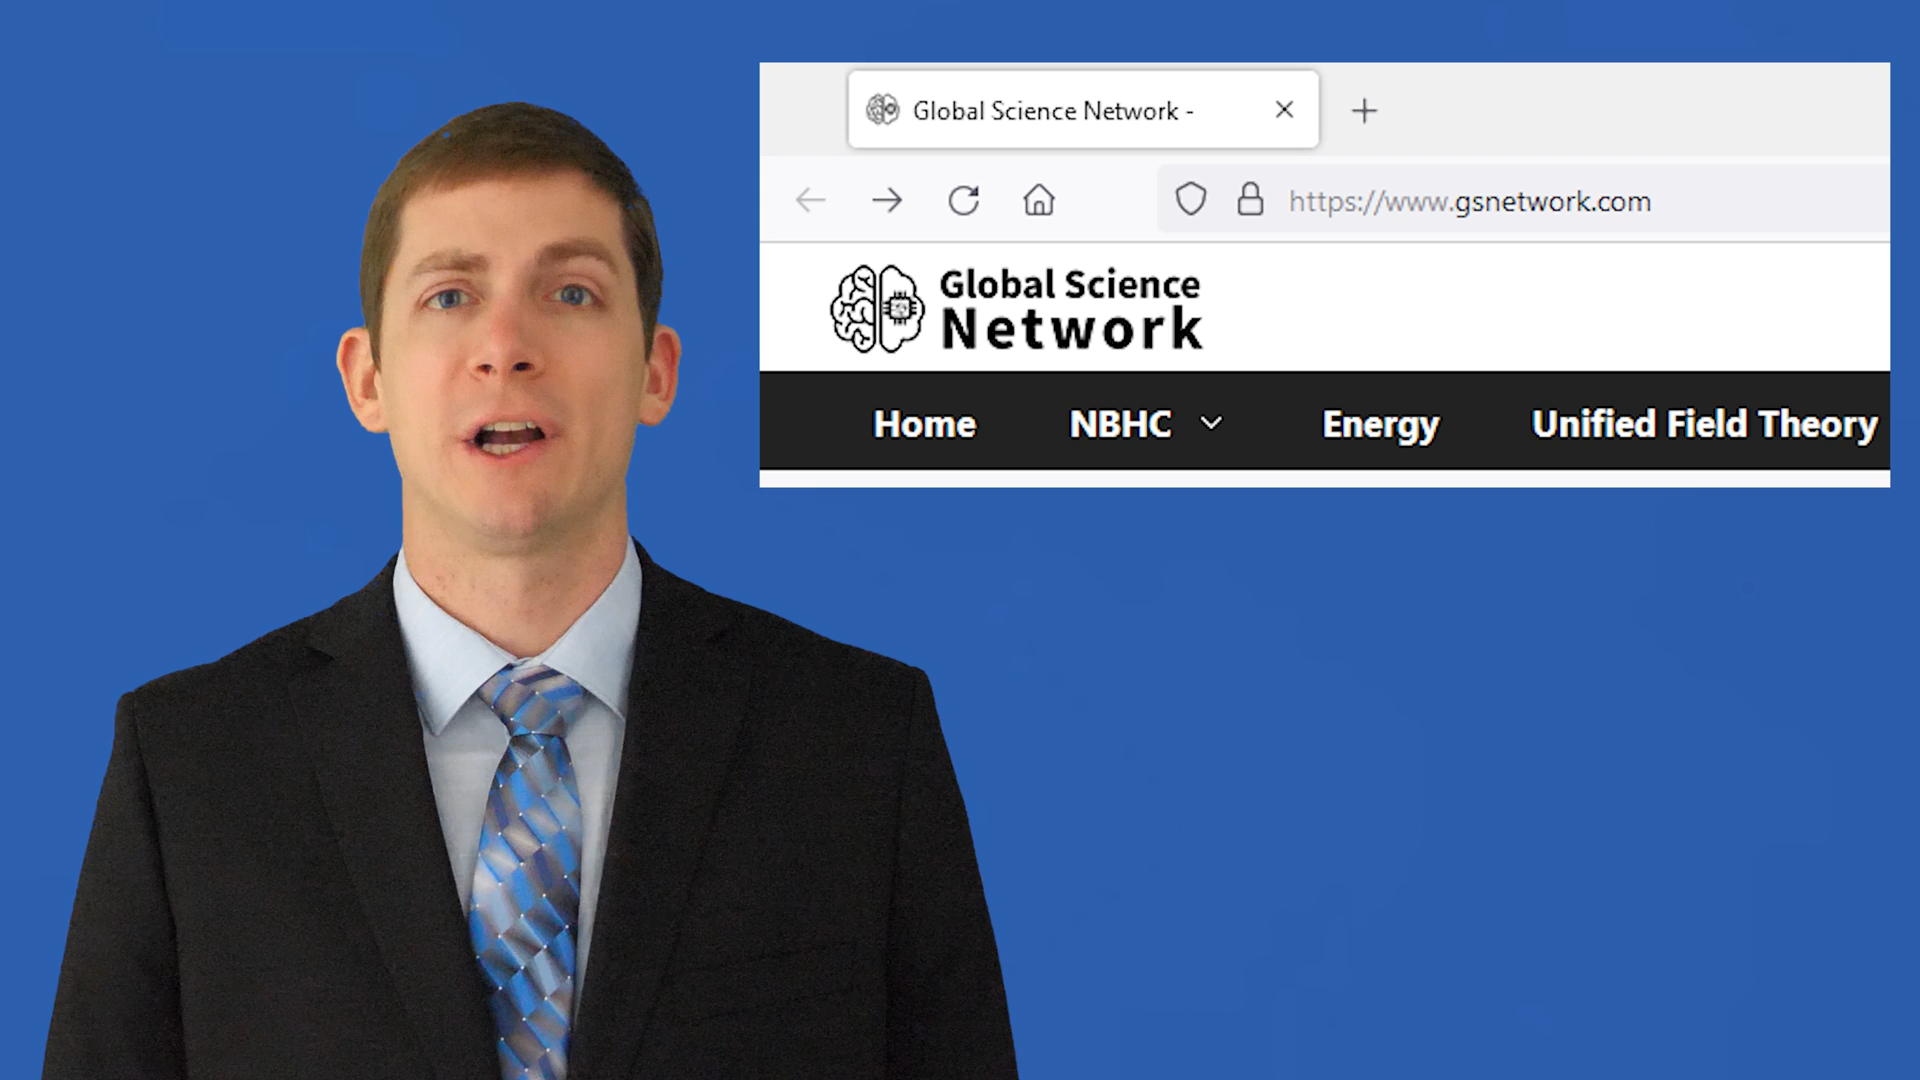 Global Science Network -
https://www.gsnetwork.com
Global Science
Network
Home NBHC Energy Unified Field Theory